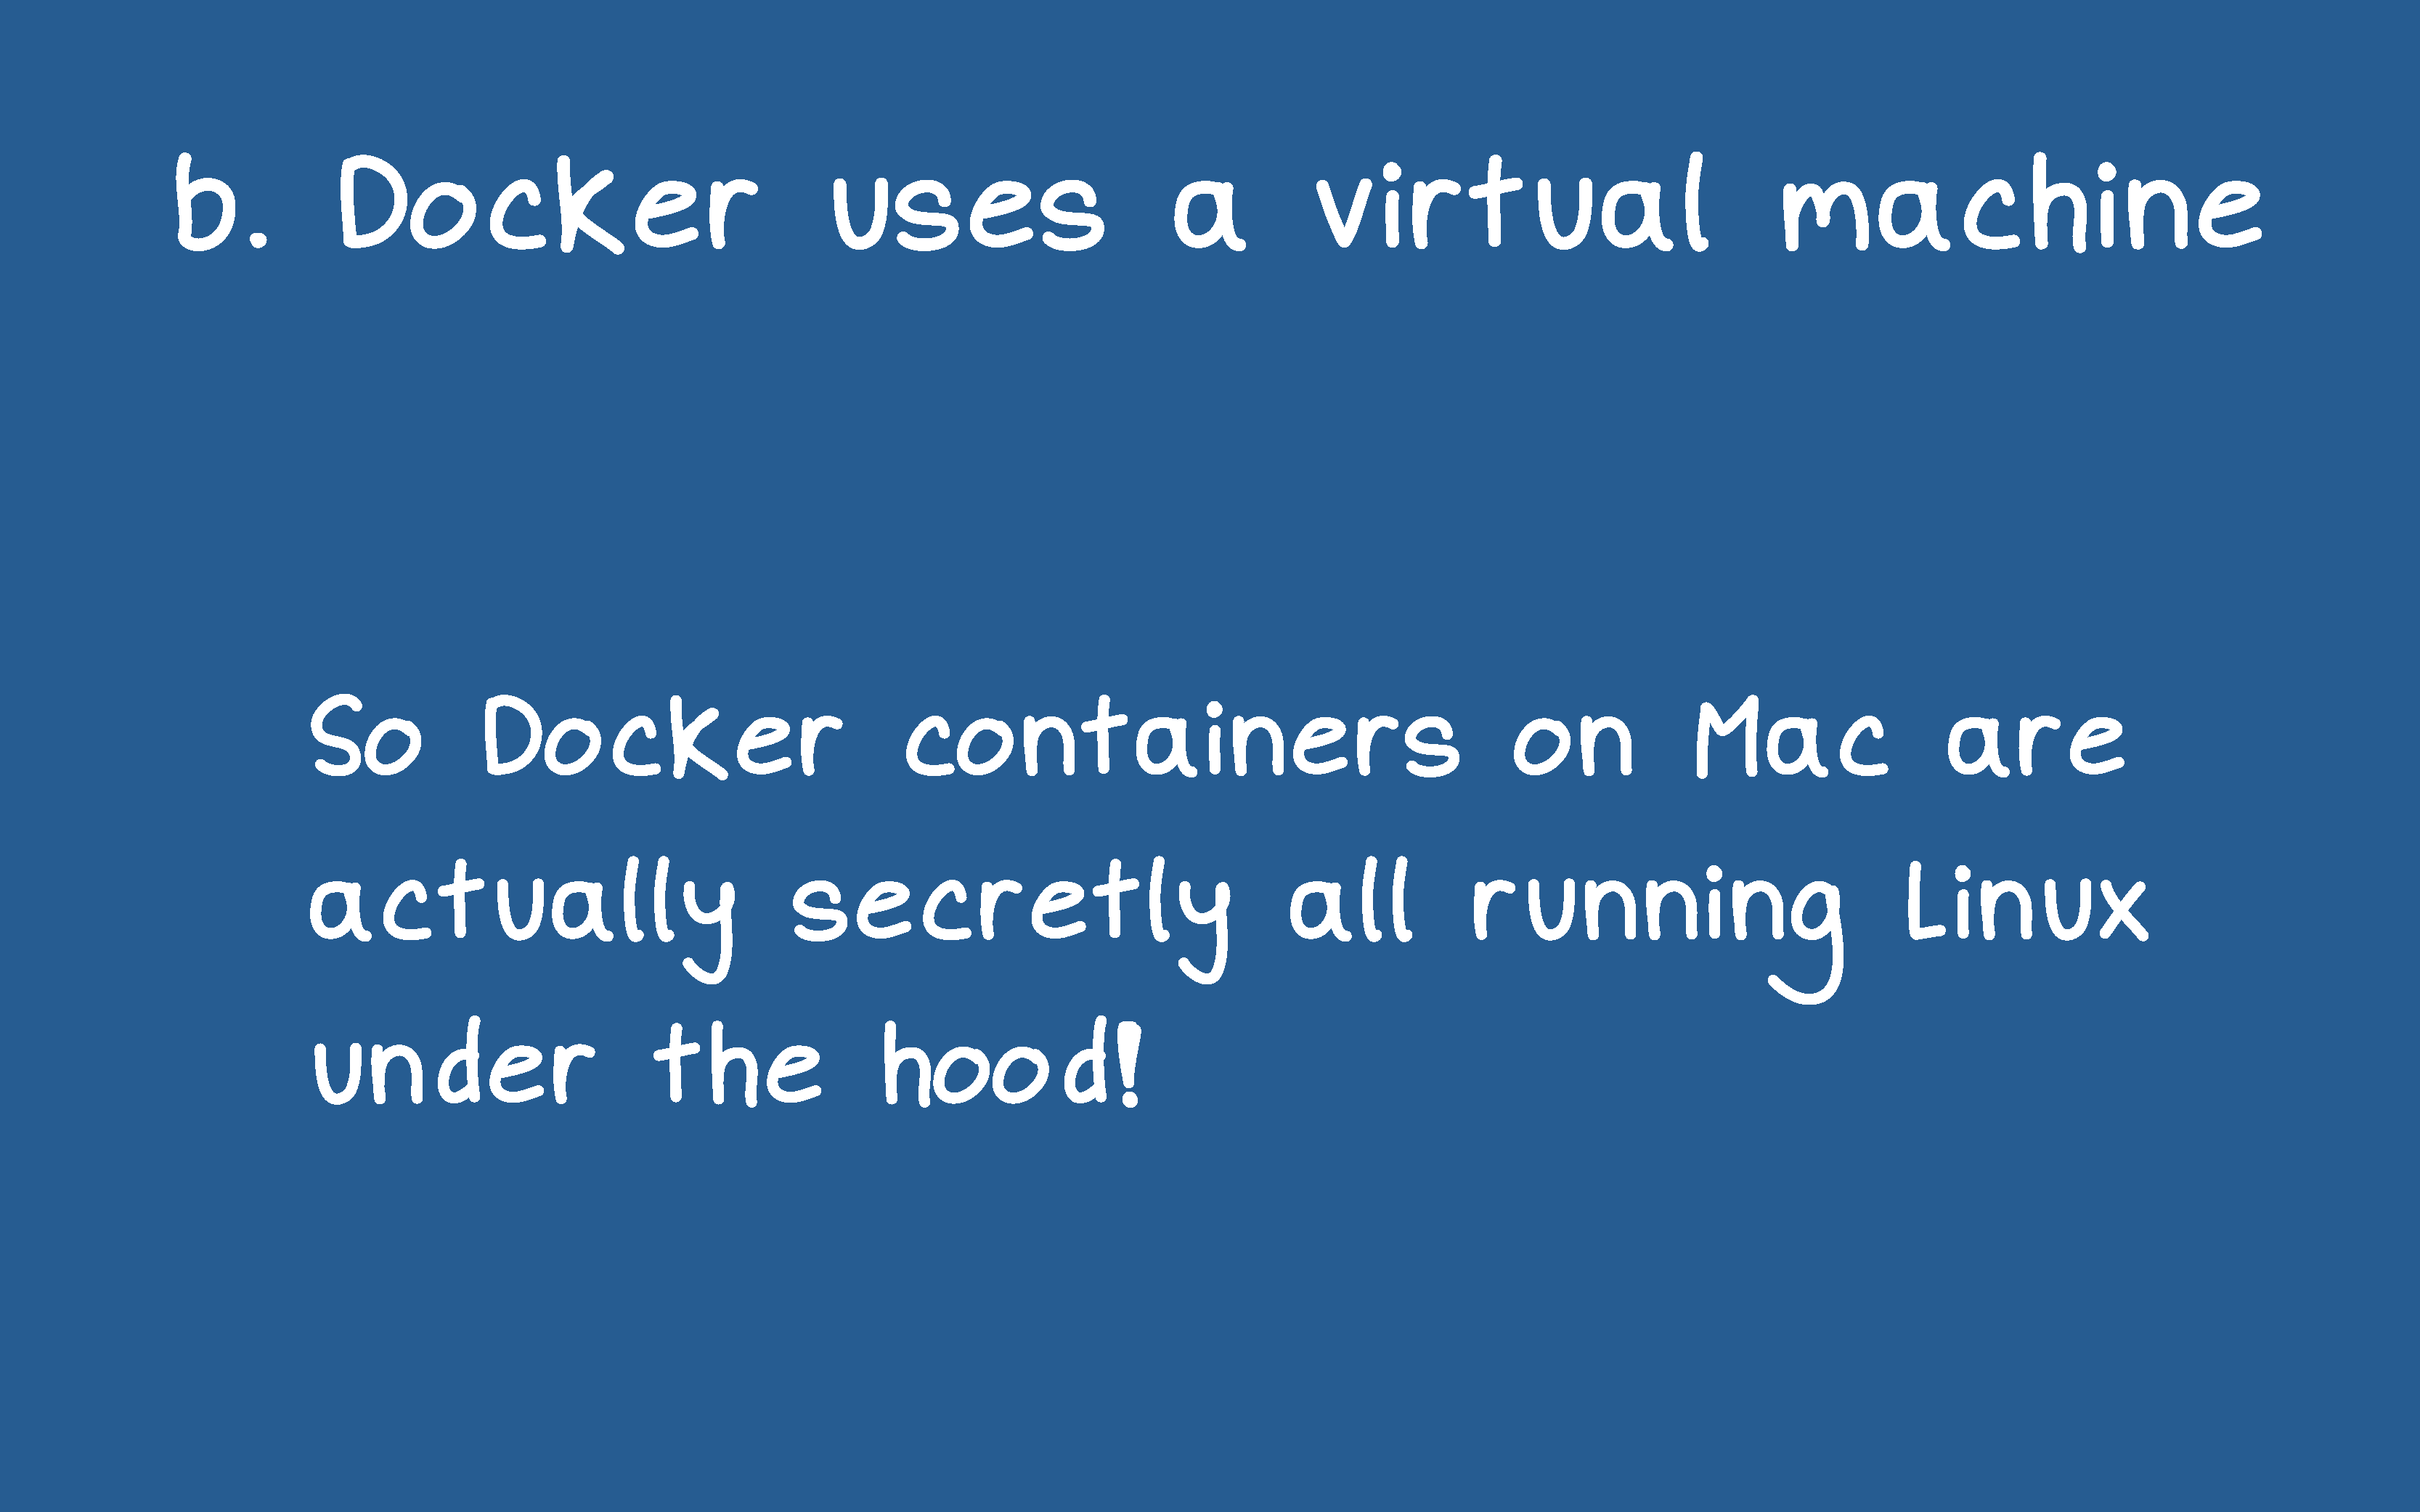 b. Docker uses a virtual machine
So Docker containers on Mac are
actually secretly all running Linux
under the hood!